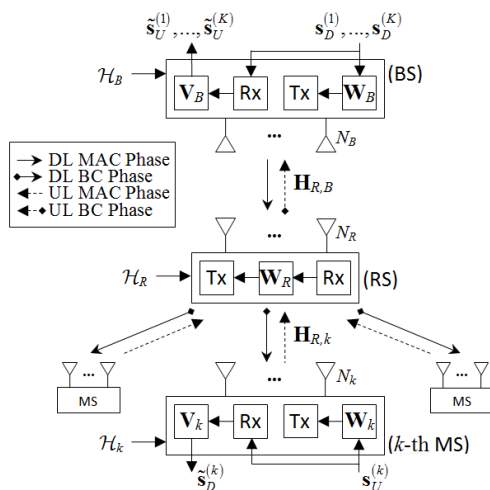 s̃_U^(1),...,s̃_U^(K) s_D^(1),...,s_D^(K)
ℋ_B V_B Rx Tx W_B (BS)
... N_B
DL MAC Phase
DL BC Phase
UL MAC Phase
UL BC Phase
H_{R,B}
... N_R
ℋ_R Tx W_R Rx (RS)
H_{R,k}
... MS
... N_k
... MS
ℋ_k V_k Rx Tx W_k (k-th MS)
s̃_D^(k) s_U^(k)